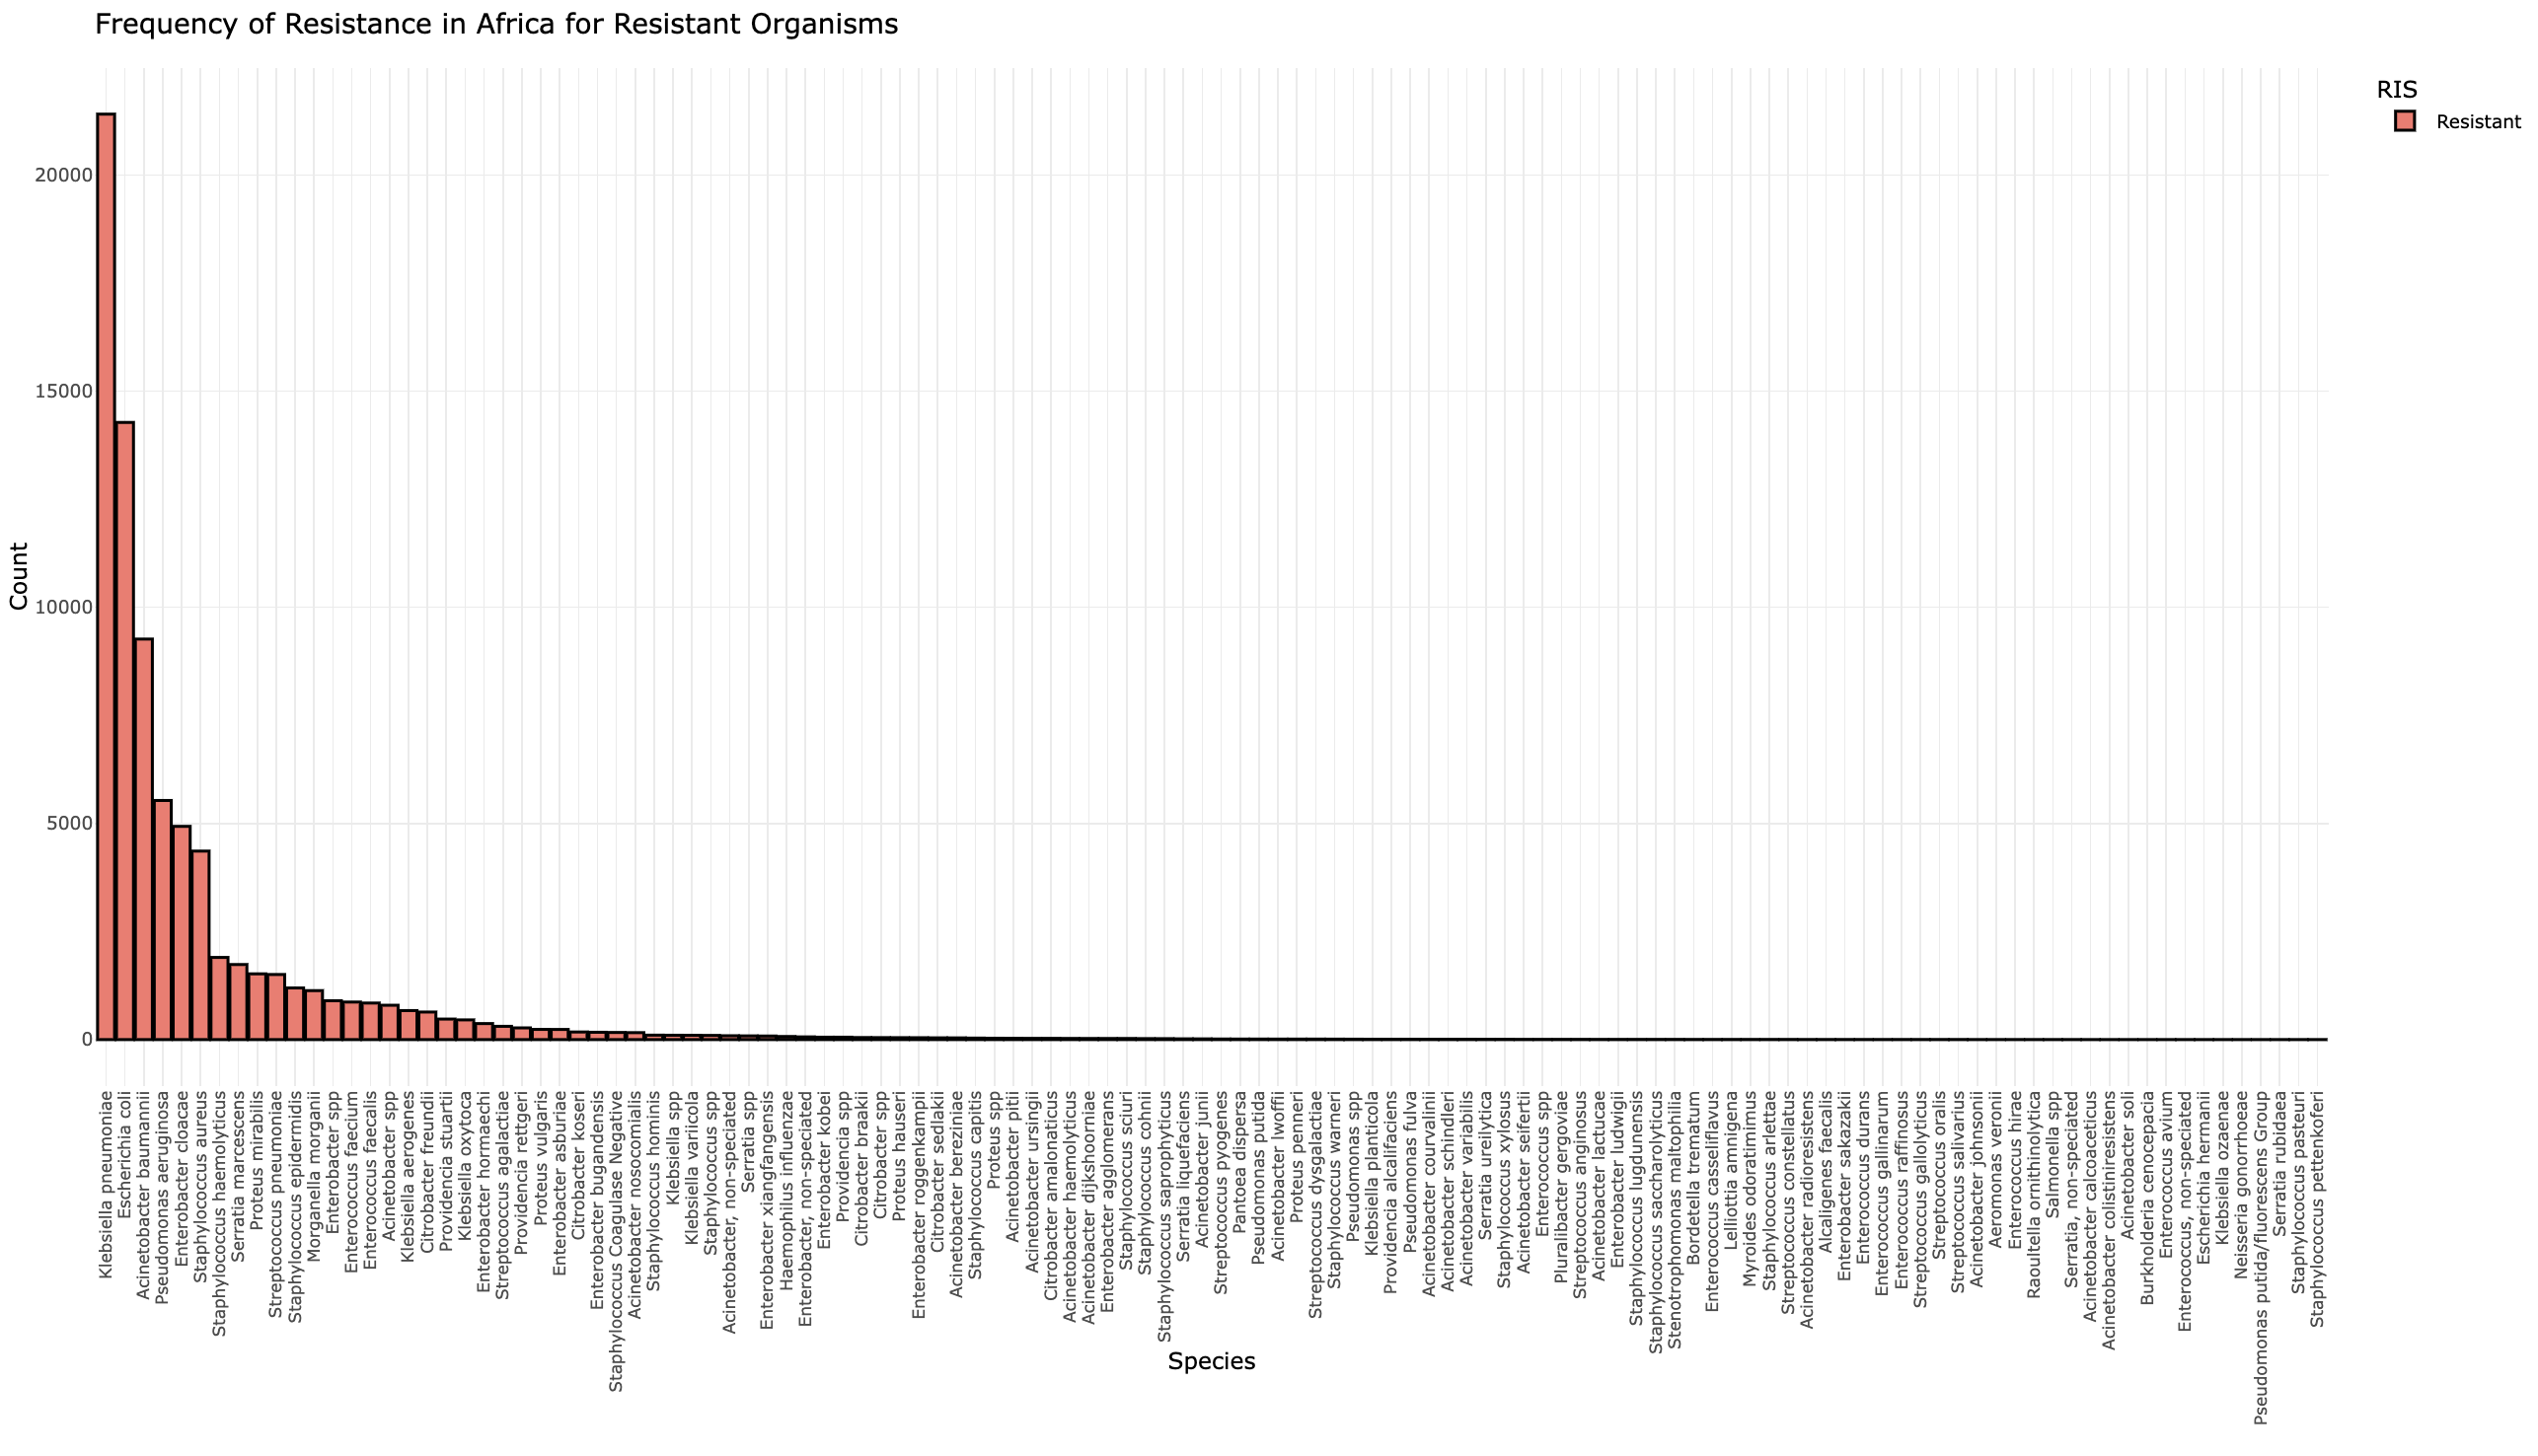 Frequency of Resistance in Africa for Resistant Organisms
RIS
Resistant
Count
20000
15000
10000
5000
0
Klebsiella pneumoniae
Escherichia coli
Acinetobacter baumannii
Pseudomonas aeruginosa
Enterobacter cloacae
Staphylococcus aureus
Staphylococcus haemolyticus
Serratia marcescens
Proteus mirabilis
Streptococcus pneumoniae
Staphylococcus epidermidis
Morganella morganii
Enterobacter spp
Enterococcus faecium
Enterococcus faecalis
Acinetobacter spp
Klebsiella aerogenes
Citrobacter freundii
Providencia stuartii
Klebsiella oxytoca
Enterobacter hormaechi
Streptococcus agalactiae
Providencia rettgeri
Proteus vulgaris
Enterobacter asburiae
Citrobacter koseri
Enterobacter bugandensis
Staphylococcus Coagulase Negative
Acinetobacter nosocomialis
Staphylococcus hominis
Klebsiella spp
Klebsiella variicola
Staphylococcus spp
Acinetobacter, non-speciated
Serratia spp
Enterobacter xiangfangensis
Haemophilus influenzae
Enterobacter, non-speciated
Enterobacter kobei
Providencia spp
Citrobacter braakii
Citrobacter spp
Proteus hauseri
Enterobacter roggenkampii
Citrobacter sedlakii
Acinetobacter bereziniae
Staphylococcus capitis
Proteus spp
Acinetobacter pitii
Acinetobacter ursingii
Citrobacter amalonaticus
Acinetobacter haemolyticus
Acinetobacter dijkshoorniae
Enterobacter agglomerans
Staphylococcus sciuri
Staphylococcus cohnii
Staphylococcus saprophyticus
Serratia liquefaciens
Acinetobacter junii
Streptococcus pyogenes
Pantoea dispersa
Pseudomonas putida
Acinetobacter lwoffii
Proteus penneri
Streptococcus dysgalactiae
Staphylococcus warneri
Pseudomonas spp
Klebsiella planticola
Providencia alcalifaciens
Pseudomonas fulva
Acinetobacter courvalinii
Acinetobacter schindleri
Acinetobacter variabilis
Serratia ureilytica
Staphylococcus xylosus
Acinetobacter seifertii
Enterococcus spp
Pluralibacter gergoviae
Streptococcus anginosus
Acinetobacter lactucae
Enterobacter ludwigii
Staphylococcus lugdunensis
Staphylococcus saccharolyticus
Stenotrophomonas maltophilia
Bordetella trematum
Enterococcus casseliflavus
Lelliottia amnigena
Myroides odoratimimus
Staphylococcus arlettae
Streptococcus constellatus
Acinetobacter radioresistens
Alcaligenes faecalis
Enterobacter sakazakii
Enterococcus durans
Enterococcus gallinarum
Enterococcus raffinosus
Streptococcus gallolyticus
Streptococcus oralis
Streptococcus salivarius
Acinetobacter johnsonii
Aeromonas veronii
Enterococcus hirae
Raoultella ornithinolytica
Salmonella spp
Serratia, non-speciated
Acinetobacter calcoaceticus
Acinetobacter colistiniresistens
Acinetobacter soli
Burkholderia cenocepacia
Enterococcus avium
Enterococcus, non-speciated
Escherichia hermanii
Klebsiella ozaenae
Neisseria gonorrhoeae
Pseudomonas putida/fluorescens Group
Serratia rubidaea
Staphylococcus pasteuri
Staphylococcus pettenkoferi
Species